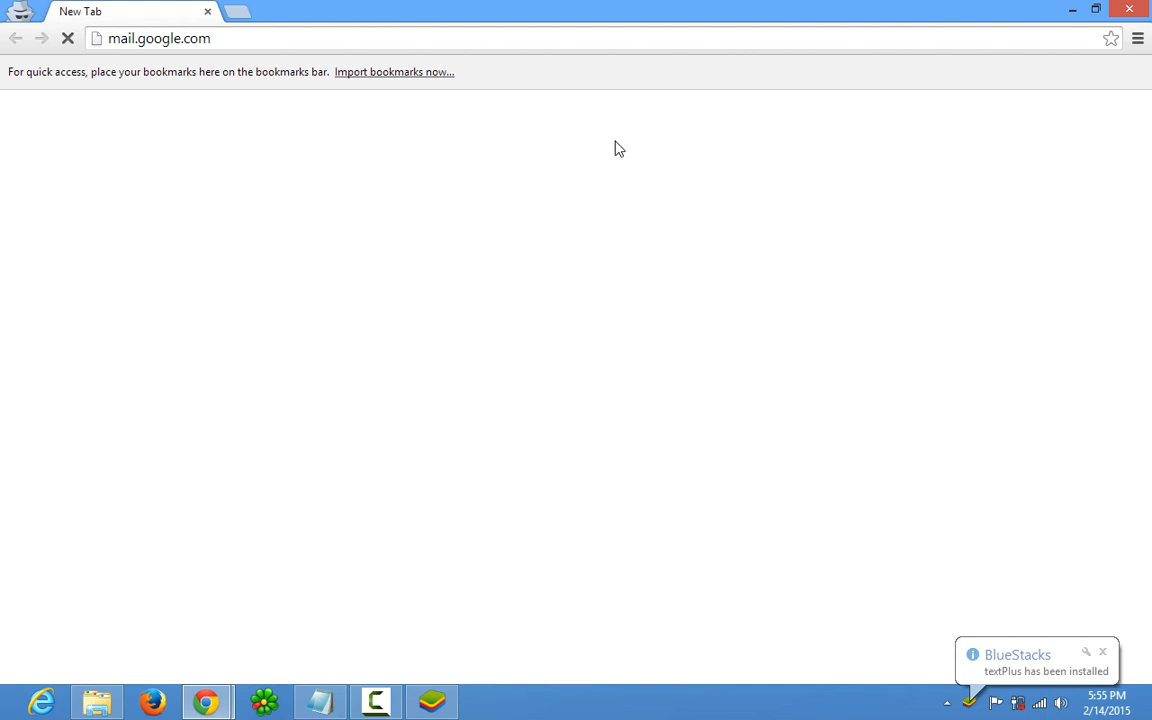 New Tab
mail.google.com
For quick access, place your bookmarks here on the bookmarks bar. Import bookmarks now...
BlueStacks
textPlus has been installed
5:55 PM
2/14/2015